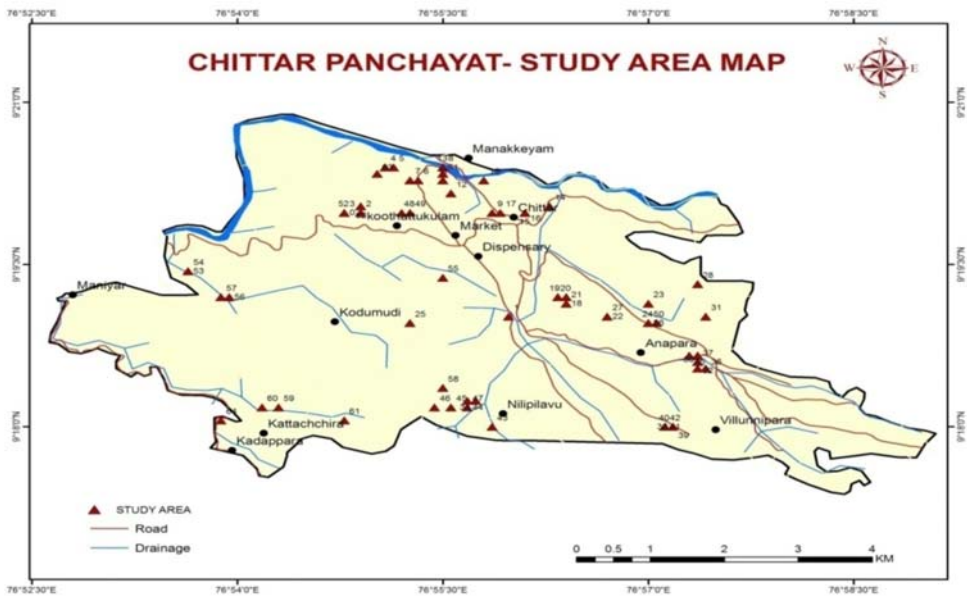 76°52'30"E 76°54'0"E 76°55'30"E 76°57'0"E 76°58'30"E
CHITTAR PANCHAYAT- STUDY AREA MAP
N
W E
S
9°21'0"N 9°21'0"N
Manakkeyam
4 5
12
523 2 4849 9 17 Chittar
16
koothattukulam
Market
Dispensary
9°19'30"N 9°19'30"N
54
53
55
28
Maniyar
57
56
1920 21
18
23
27
22
31
Kodumudi
25
2450
Anapara
58
60 59
46
Nilipilavu
61
4042
39
Villunnipara
9°18'0"N 9°18'0"N
Kattachchira
Kadappara
STUDY AREA
Road
Drainage
0 0.5 1 2 3 4
KM
76°52'30"E 76°54'0"E 76°55'30"E 76°57'0"E 76°58'30"E